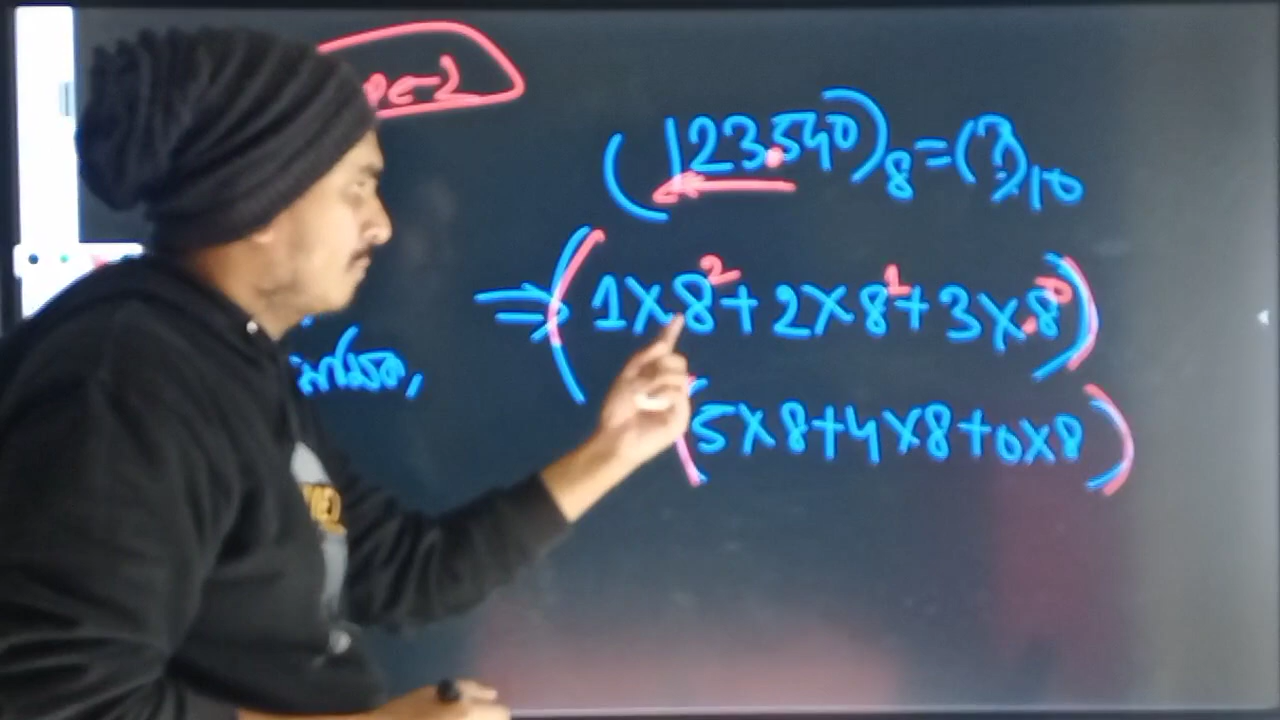 (123.540)₈ = (?)₁₀
⇒ (1×8² + 2×8¹ + 3×8⁰)
(5×8+4×8+0×8)